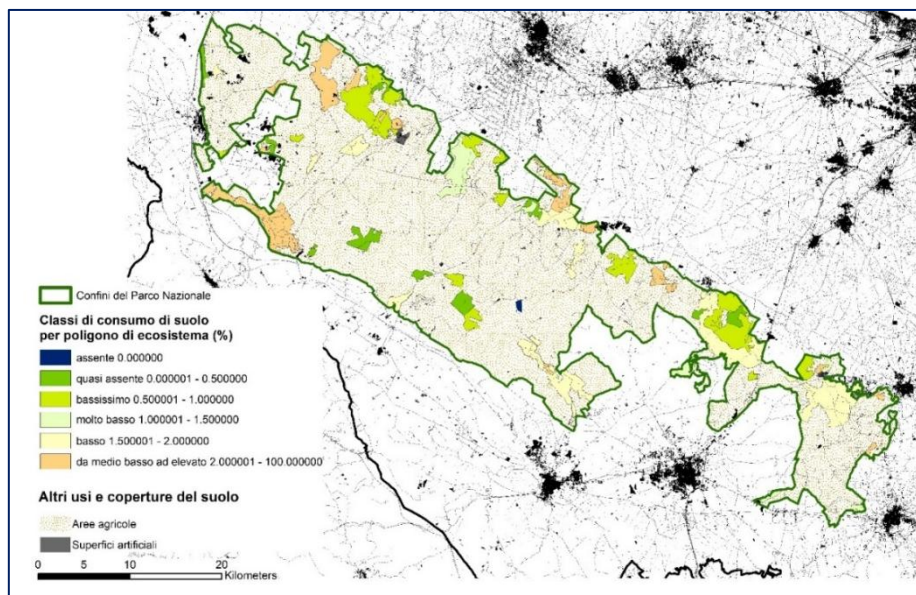 Confini del Parco Nazionale
Classi di consumo di suolo
per poligono di ecosistema (%)
assente 0.000000
quasi assente 0.000001 - 0.500000
bassissimo 0.500001 - 1.000000
molto basso 1.000001 - 1.500000
basso 1.500001 - 2.000000
da medio basso ad elevato 2.000001 - 100.000000
Altri usi e coperture del suolo
Aree agricole
Superfici artificiali
0 10 20
Kilometers